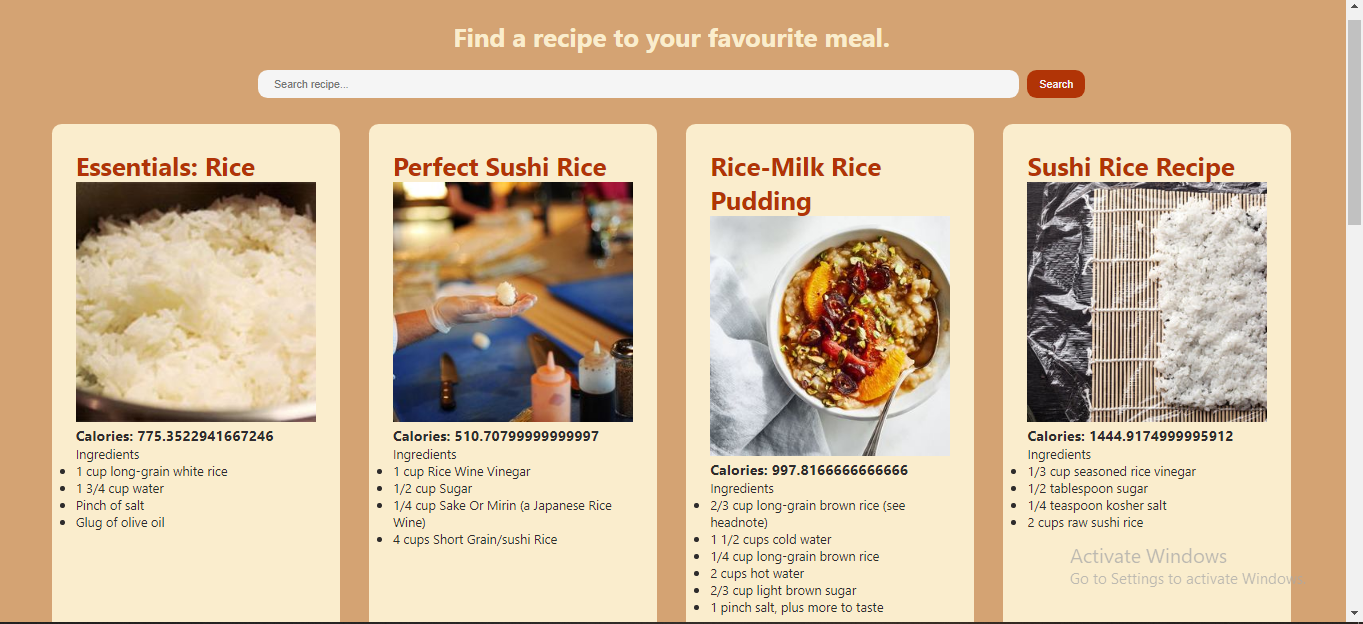 Find a recipe to your favourite meal.
Search recipe...
Search
Essentials: Rice
Calories: 775.3522941667246
Ingredients
1 cup long-grain white rice
1 3/4 cup water
Pinch of salt
Glug of olive oil
Perfect Sushi Rice
Calories: 510.70799999999997
Ingredients
1 cup Rice Wine Vinegar
1/2 cup Sugar
1/4 cup Sake Or Mirin (a Japanese Rice
Wine)
4 cups Short Grain/sushi Rice
Rice-Milk Rice
Pudding
Calories: 997.8166666666666
Ingredients
2/3 cup long-grain brown rice (see
headnote)
1 1/2 cups cold water
1/4 cup long-grain brown rice
2 cups hot water
2/3 cup light brown sugar
1 pinch salt, plus more to taste
Sushi Rice Recipe
Calories: 1444.9174999995912
Ingredients
1/3 cup seasoned rice vinegar
1/2 tablespoon sugar
1/4 teaspoon kosher salt
2 cups raw sushi rice
Activate Windows
Go to Settings to activate Windows.